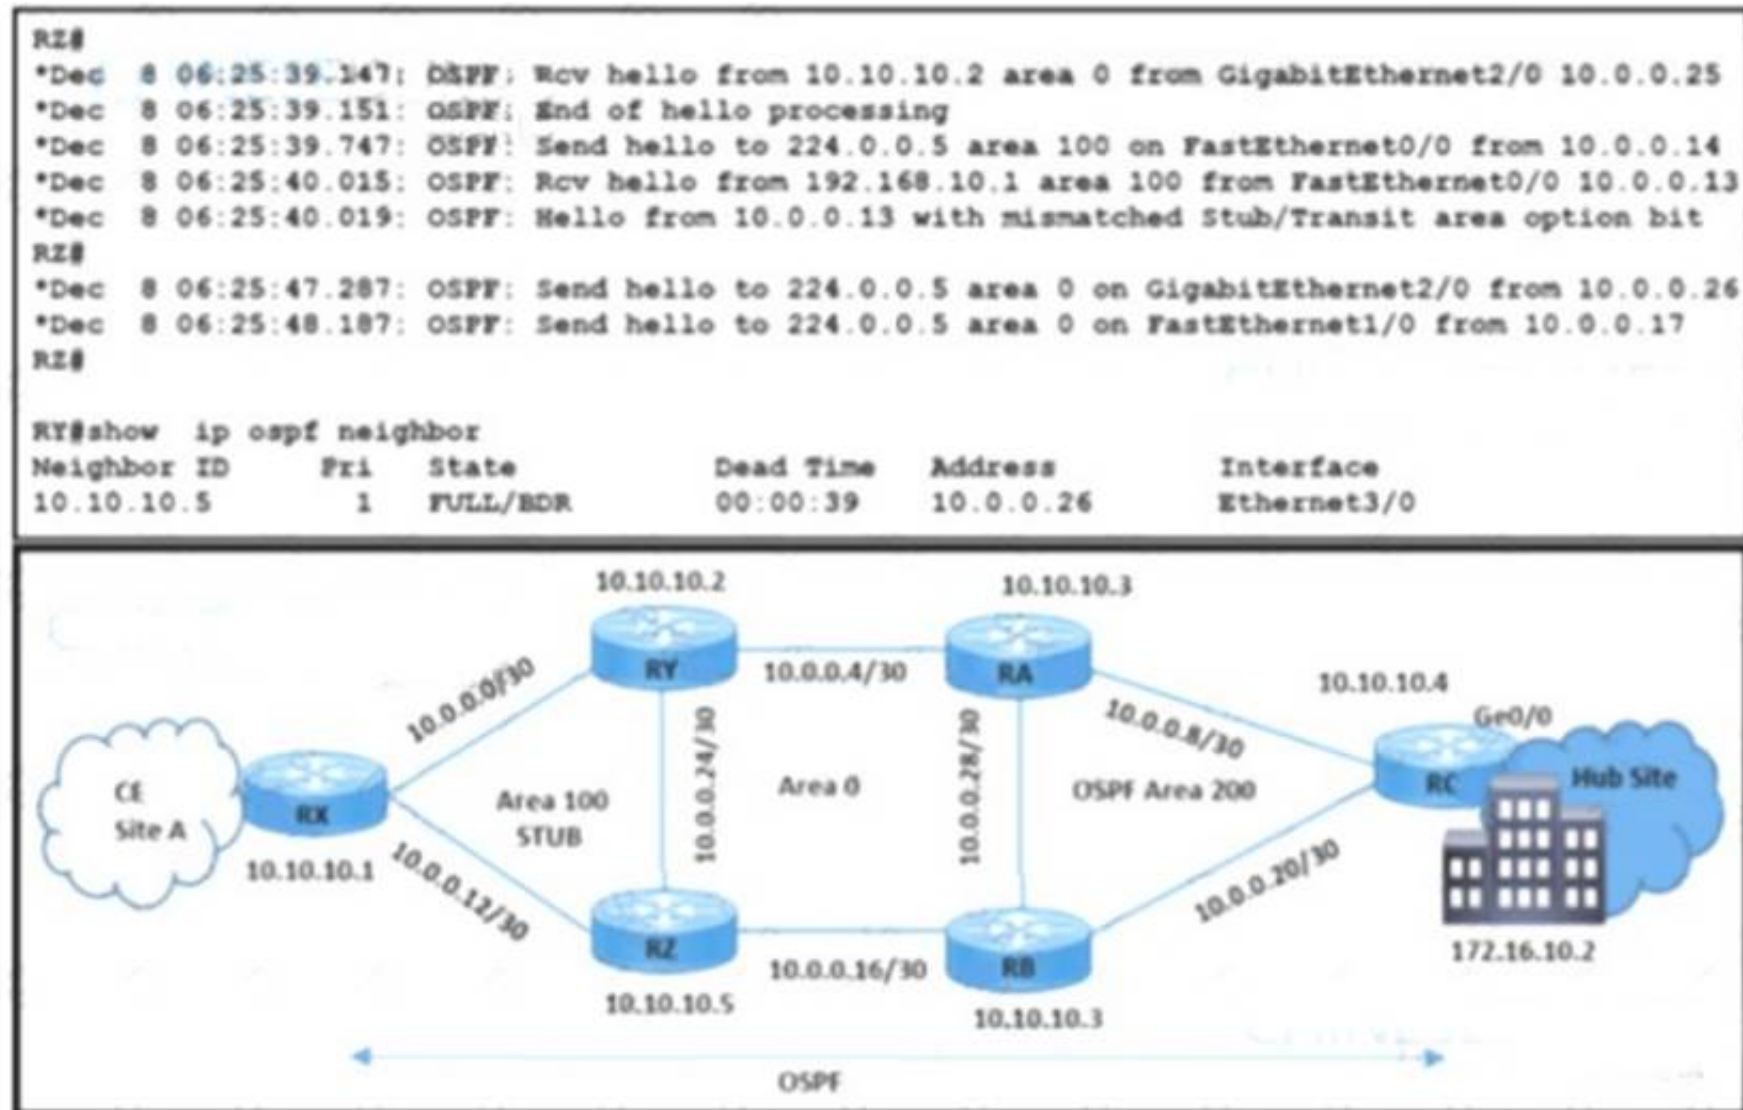 RZ#
*Dec 8 06:25:39.147: OSPF: Rcv hello from 10.10.10.2 area 0 from GigabitEthernet2/0 10.0.0.25
*Dec 8 06:25:39.151: OSPF: End of hello processing
*Dec 8 06:25:39.747: OSPF: Send hello to 224.0.0.5 area 100 on FastEthernet0/0 from 10.0.0.14
*Dec 8 06:25:40.015: OSPF: Rcv hello from 192.168.10.1 area 100 from FastEthernet0/0 10.0.0.13
*Dec 8 06:25:40.019: OSPF: Hello from 10.0.0.13 with mismatched Stub/Transit area option bit
RZ#
*Dec 8 06:25:47.287: OSPF: Send hello to 224.0.0.5 area 0 on GigabitEthernet2/0 from 10.0.0.26
*Dec 8 06:25:48.187: OSPF: Send hello to 224.0.0.5 area 0 on FastEthernet1/0 from 10.0.0.17
RZ#
RY#show ip ospf neighbor
Neighbor ID Pri State Dead Time Address Interface
10.10.10.5 1 FULL/BDR 00:00:39 10.0.0.26 Ethernet3/0
10.10.10.2
10.10.10.3
RY
10.0.0.4/30
RA
10.10.10.4
10.0.0.0/30
10.0.0.24/30
10.0.0.28/30
10.0.0.8/30
Ge0/0
CE
Site A
RX
Area 100
STUB
Area 0
OSPF Area 200
RC
Hub Site
10.10.10.1
10.0.0.12/30
10.0.0.20/30
RZ
10.0.0.16/30
RB
172.16.10.2
10.10.10.5
10.10.10.3
OSPF